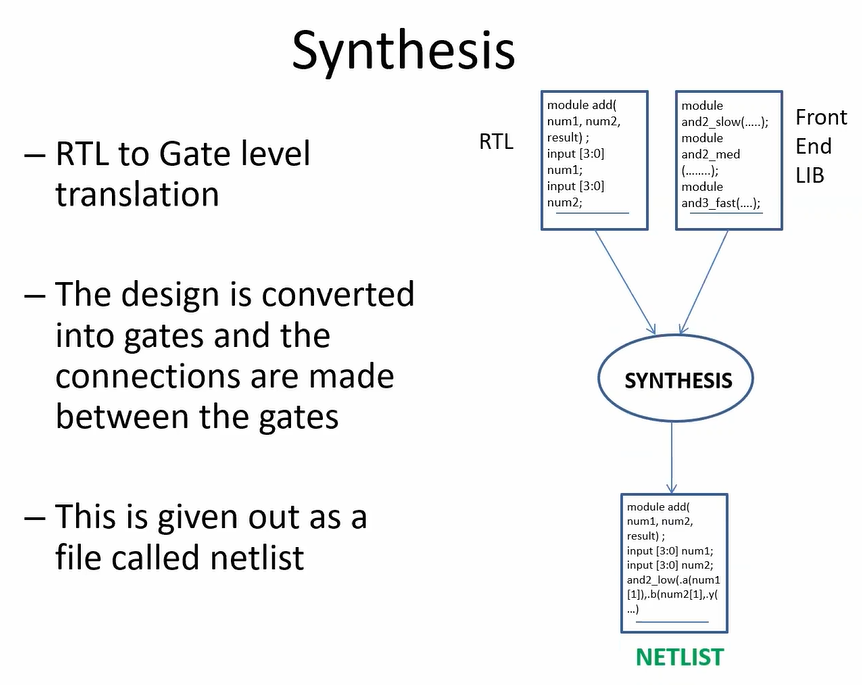 Synthesis
– RTL to Gate level
translation
– The design is converted
into gates and the
connections are made
between the gates
– This is given out as a
file called netlist
RTL
module add(
num1, num2,
result) ;
input [3:0]
num1;
input [3:0]
num2;
module
and2_slow(.....);
module
and2_med
(........);
module
and3_fast(....);
Front
End
LIB
SYNTHESIS
module add(
num1, num2,
result) ;
input [3:0] num1;
input [3:0] num2;
and2_low(.a(num1
[1]),.b(num2[1],.y(
...)
NETLIST